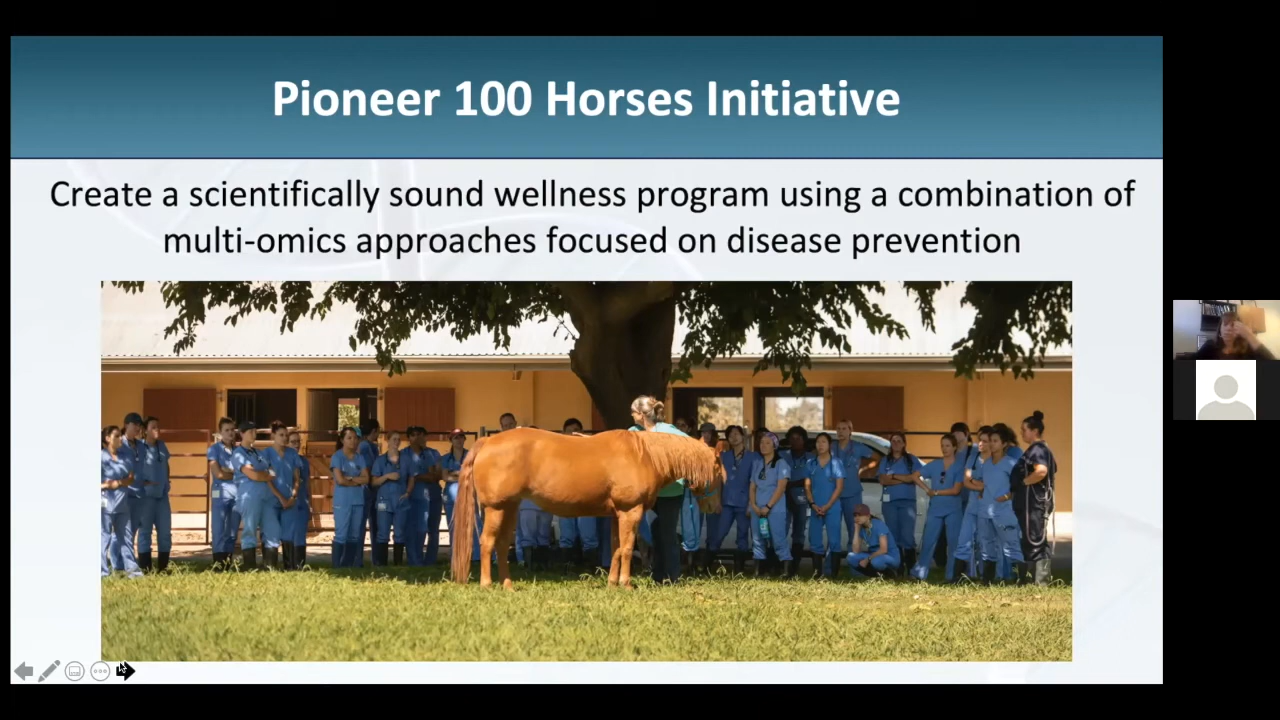 Pioneer 100 Horses Initiative
Create a scientifically sound wellness program using a combination of
multi-omics approaches focused on disease prevention